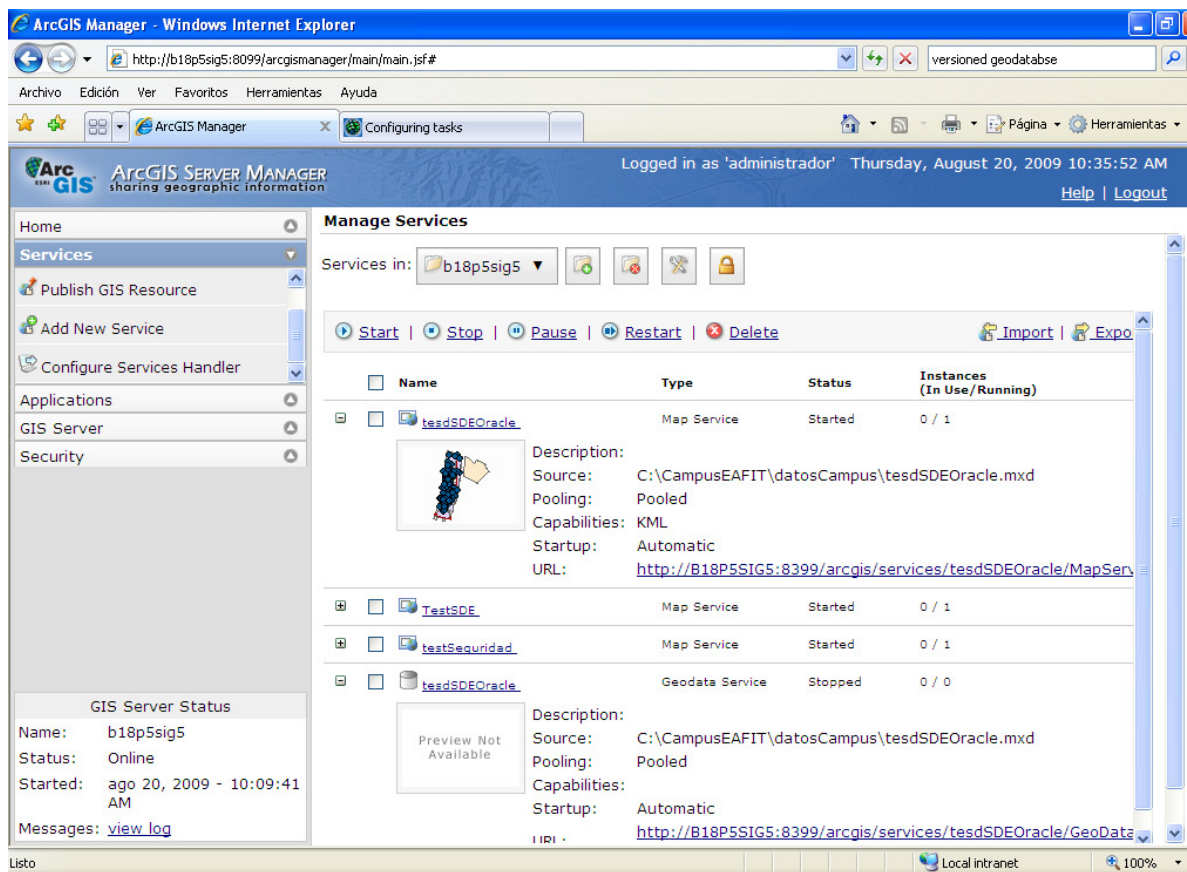 ArcGIS Manager - Windows Internet Explorer
http://b18p5sig5:8099/arcgismanager/main/main.jsf#
versioned geodatabse
Archivo Edición Ver Favoritos Herramientas Ayuda
ArcGIS Manager
Configuring tasks
Página
Herramientas
Arc
ESRI GIS
ARCGIS SERVER MANAGER
sharing geographic information
Logged in as 'administrador' Thursday, August 20, 2009 10:35:52 AM
Help | Logout
Home
Services
Publish GIS Resource
Add New Service
Configure Services Handler
Applications
GIS Server
Security
GIS Server Status
Name: b18p5sig5
Status: Online
Started: ago 20, 2009 - 10:09:41
AM
Messages: view log
Manage Services
Services in: b18p5sig5
Start | Stop | Pause | Restart | Delete
Import | Expo
Name Type Status Instances
(In Use/Running)
tesdSDEOracle Map Service Started 0 / 1
Description:
Source: C:\CampusEAFIT\datosCampus\tesdSDEOracle.mxd
Pooling: Pooled
Capabilities: KML
Startup: Automatic
URL: http://B18P5SIG5:8399/arcgis/services/tesdSDEOracle/MapServ
TestSDE Map Service Started 0 / 1
testSeguridad Map Service Started 0 / 1
tesdSDEOracle Geodata Service Stopped 0 / 0
Preview Not
Available
Description:
Source: C:\CampusEAFIT\datosCampus\tesdSDEOracle.mxd
Pooling: Pooled
Capabilities:
Startup: Automatic
URL: http://B18P5SIG5:8399/arcgis/services/tesdSDEOracle/GeoData
Listo
Local intranet
100%